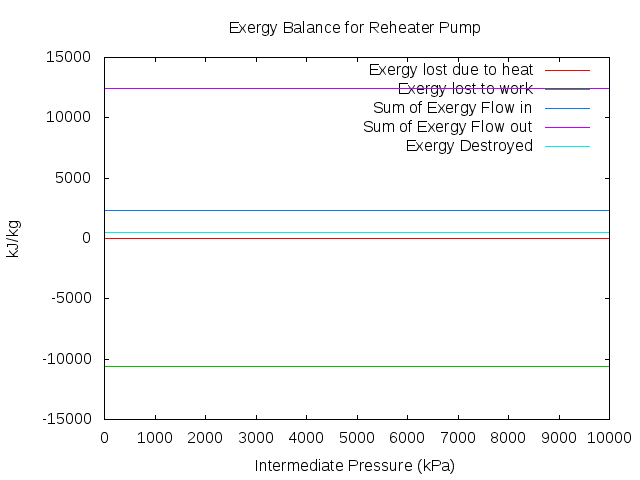 Exergy Balance for Reheater Pump
15000
10000
5000
0
-5000
-10000
-15000
kJ/kg
Exergy lost due to heat
Exergy lost to work
Sum of Exergy Flow in
Sum of Exergy Flow out
Exergy Destroyed
0 1000 2000 3000 4000 5000 6000 7000 8000 9000 10000
Intermediate Pressure (kPa)